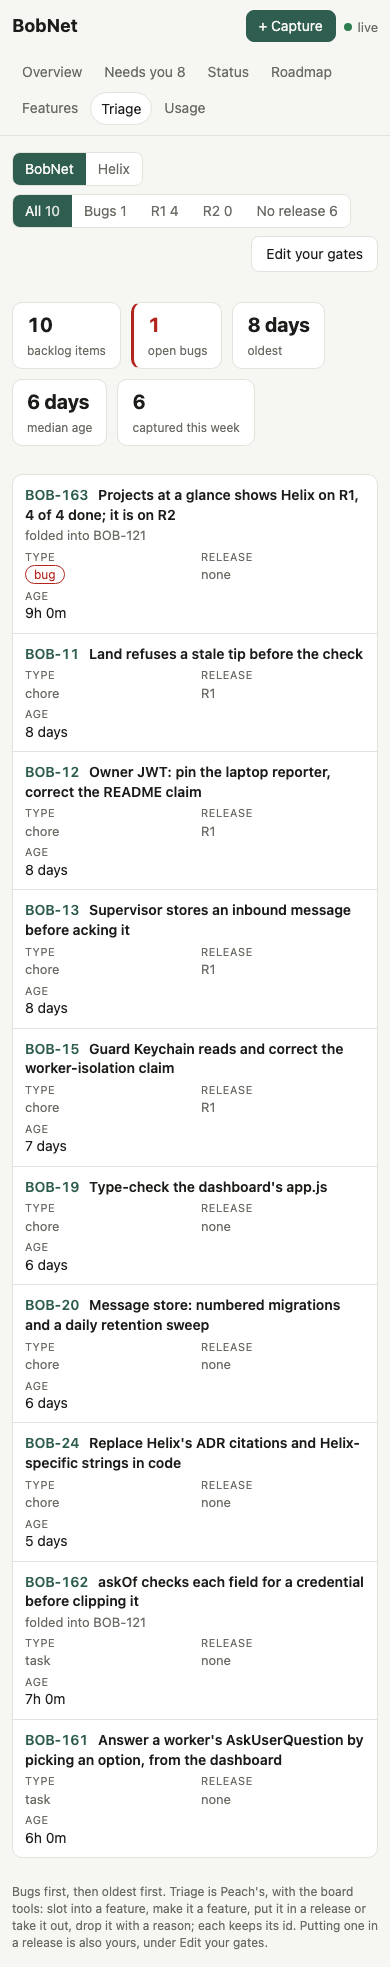 BobNet
+ Capture
live
Overview
Needs you 8
Status
Roadmap
Features
Triage
Usage
BobNet
Helix
All 10
Bugs 1
R1 4
R2 0
No release 6
Edit your gates
10
backlog items
1
open bugs
8 days
oldest
6 days
median age
6
captured this week
BOB-163 Projects at a glance shows Helix on R1,
4 of 4 done; it is on R2
folded into BOB-121
TYPE
RELEASE
bug
none
AGE
9h 0m
BOB-11 Land refuses a stale tip before the check
TYPE
RELEASE
chore
R1
AGE
8 days
BOB-12 Owner JWT: pin the laptop reporter,
correct the README claim
TYPE
RELEASE
chore
R1
AGE
8 days
BOB-13 Supervisor stores an inbound message
before acking it
TYPE
RELEASE
chore
R1
AGE
8 days
BOB-15 Guard Keychain reads and correct the
worker-isolation claim
TYPE
RELEASE
chore
R1
AGE
7 days
BOB-19 Type-check the dashboard's app.js
TYPE
RELEASE
chore
none
AGE
6 days
BOB-20 Message store: numbered migrations
and a daily retention sweep
TYPE
RELEASE
chore
none
AGE
6 days
BOB-24 Replace Helix's ADR citations and Helix-
specific strings in code
TYPE
RELEASE
chore
none
AGE
5 days
BOB-162 askOf checks each field for a credential
before clipping it
folded into BOB-121
TYPE
RELEASE
task
none
AGE
7h 0m
BOB-161 Answer a worker's AskUserQuestion by
picking an option, from the dashboard
TYPE
RELEASE
task
none
AGE
6h 0m
Bugs first, then oldest first. Triage is Peach's, with the board
tools: slot into a feature, make it a feature, put it in a release or
take it out, drop it with a reason; each keeps its id. Putting one in
a release is also yours, under Edit your gates.